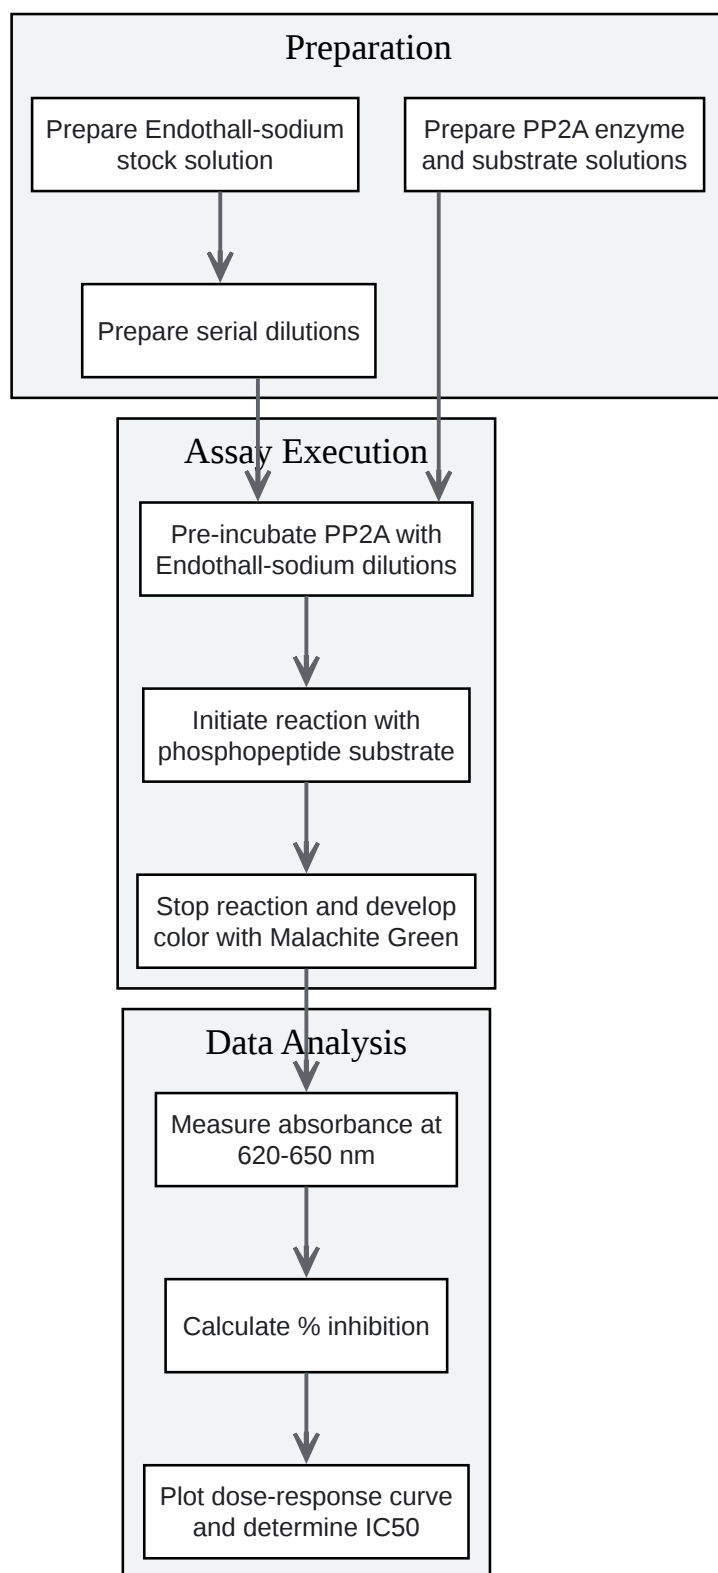 Preparation
Prepare Endothall-sodium
stock solution
Prepare PP2A enzyme
and substrate solutions
Prepare serial dilutions
Assay Execution
Pre-incubate PP2A with
Endothall-sodium dilutions
Initiate reaction with
phosphopeptide substrate
Stop reaction and develop
color with Malachite Green
Data Analysis
Measure absorbance at
620-650 nm
Calculate % inhibition
Plot dose-response curve
and determine IC50